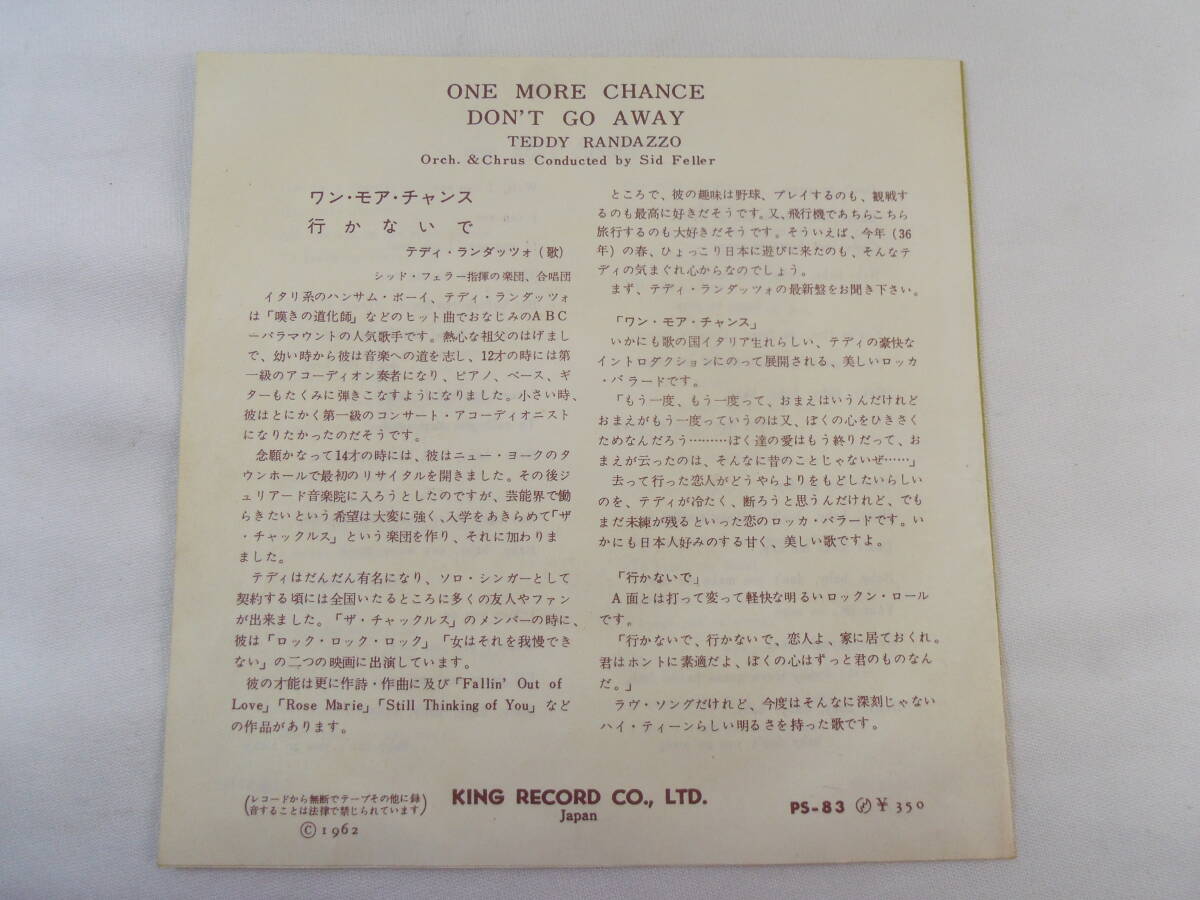 ONE MORE CHANCE
DON'T GO AWAY
TEDDY RANDAZZO
Orch. & Chrus Conducted by Sid Feller
ワン・モア・チャンス
行かないで
テディ・ランダッツォ(歌)
シッド・フェラー指揮の楽団、合唱団
イタリ系のハンサム・ボーイ、テディ・ランダッツォ
は「嘆きの道化師」などのヒット曲でおなじみのABC
ーパラマウントの人気歌手です。熱心な祖父のはげまし
で、幼い時から彼は音楽への道を志し、12才の時には第
一級のアコーディオン奏者になり、ピアノ、ベース、ギ
ターもたくみに弾きこなすようになりました。小さい時、
彼はとにかく第一級のコンサート・アコーディオニスト
になりたかったのだそうです。
念願かなって14才の時には、彼はニュー・ヨークのタ
ウンホールで最初のリサイタルを開きました。その後ジ
ュリアード音楽院に入ろうとしたのですが、芸能界で働
らきたいという希望は大変に強く、入学をあきらめて「ザ
・チャックルス」という楽団を作り、それに加わりま
ました。
テディはだんだん有名になり、ソロ・シンガーとして
契約する頃には全国いたるところに多くの友人やファン
が出来ました。「ザ・チャックルス」のメンバーの時に、
彼は「ロック・ロック・ロック」「女はそれを我慢でき
ない」の二つの映画に出演しています。
彼の才能は更に作詩・作曲に及び「Fallin' Out of
Love」「Rose Marie」「Still Thinking of You」など
の作品があります。
ところで、彼の趣味は野球、プレイするのも、観戦す
るのも最高に好きだそうです。又、飛行機であちらこちら
旅行するのも大好きだそうです。そういえば、今年(36
年)の春、ひょっこり日本に遊びに来たのも、そんなテ
ディの気まぐれ心からなのでしょう。
まず、テディ・ランダッツォの最新盤をお聞き下さい。
「ワン・モア・チャンス」
いかにも歌の国イタリア生れらしい、テディの豪快な
イントロダクションにのって展開される、美しいロッカ
・バラードです。
「もう一度、もう一度って、おまえはいうんだけれど
おまえがもう一度っていうのは又、ぼくの心をひきさく
ためなんだろう………ぼく達の愛はもう終りだって、お
まえが云ったのは、そんなに昔のことじゃないぜ……」
去って行った恋人がどうやらよりをもどしたいらしい
のを、テディが冷たく、断ろうと思うんだけれど、でも
まだ未練が残るといった恋のロッカ・バラードです。い
かにも日本人好みのする甘く、美しい歌ですよ。
「行かないで」
A面とは打って変って軽快な明るいロックン・ロール
です。
「行かないで、行かないで、恋人よ、家に居ておくれ。
君はホントに素適だよ、ぼくの心はずっと君のものなん
だ。」
ラヴ・ソングだけれど、今度はそんなに深刻じゃない
ハイ・ティーンらしい明るさを持った歌です。
(レコードから無断でテープその他に録
音することは法律で禁じられています)
© 1962
KING RECORD CO., LTD.
Japan
PS-83 ¥ 350